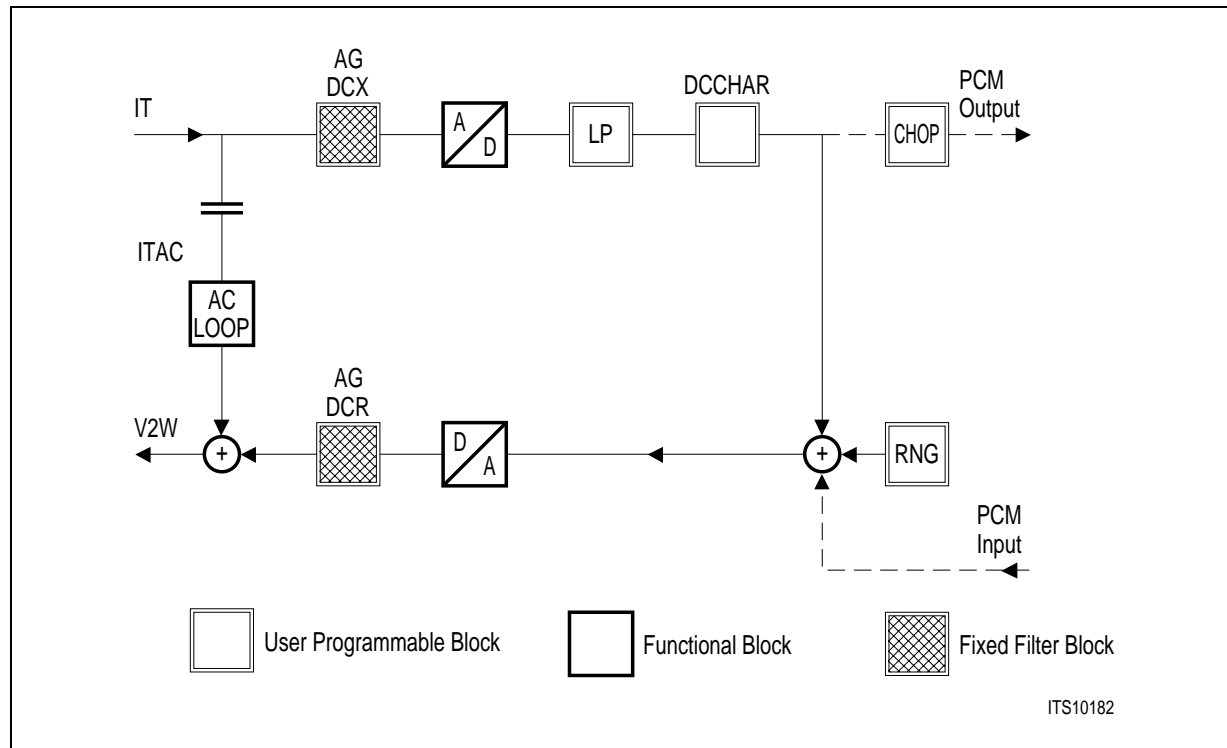 AG
DCX
DCCHAR
PCM
Output
IT
A
D
LP
CHOP
ITAC
AC
LOOP
AG
DCR
V2W
+
D
A
+
RNG
PCM
Input
User Programmable Block
Functional Block
Fixed Filter Block
ITS10182